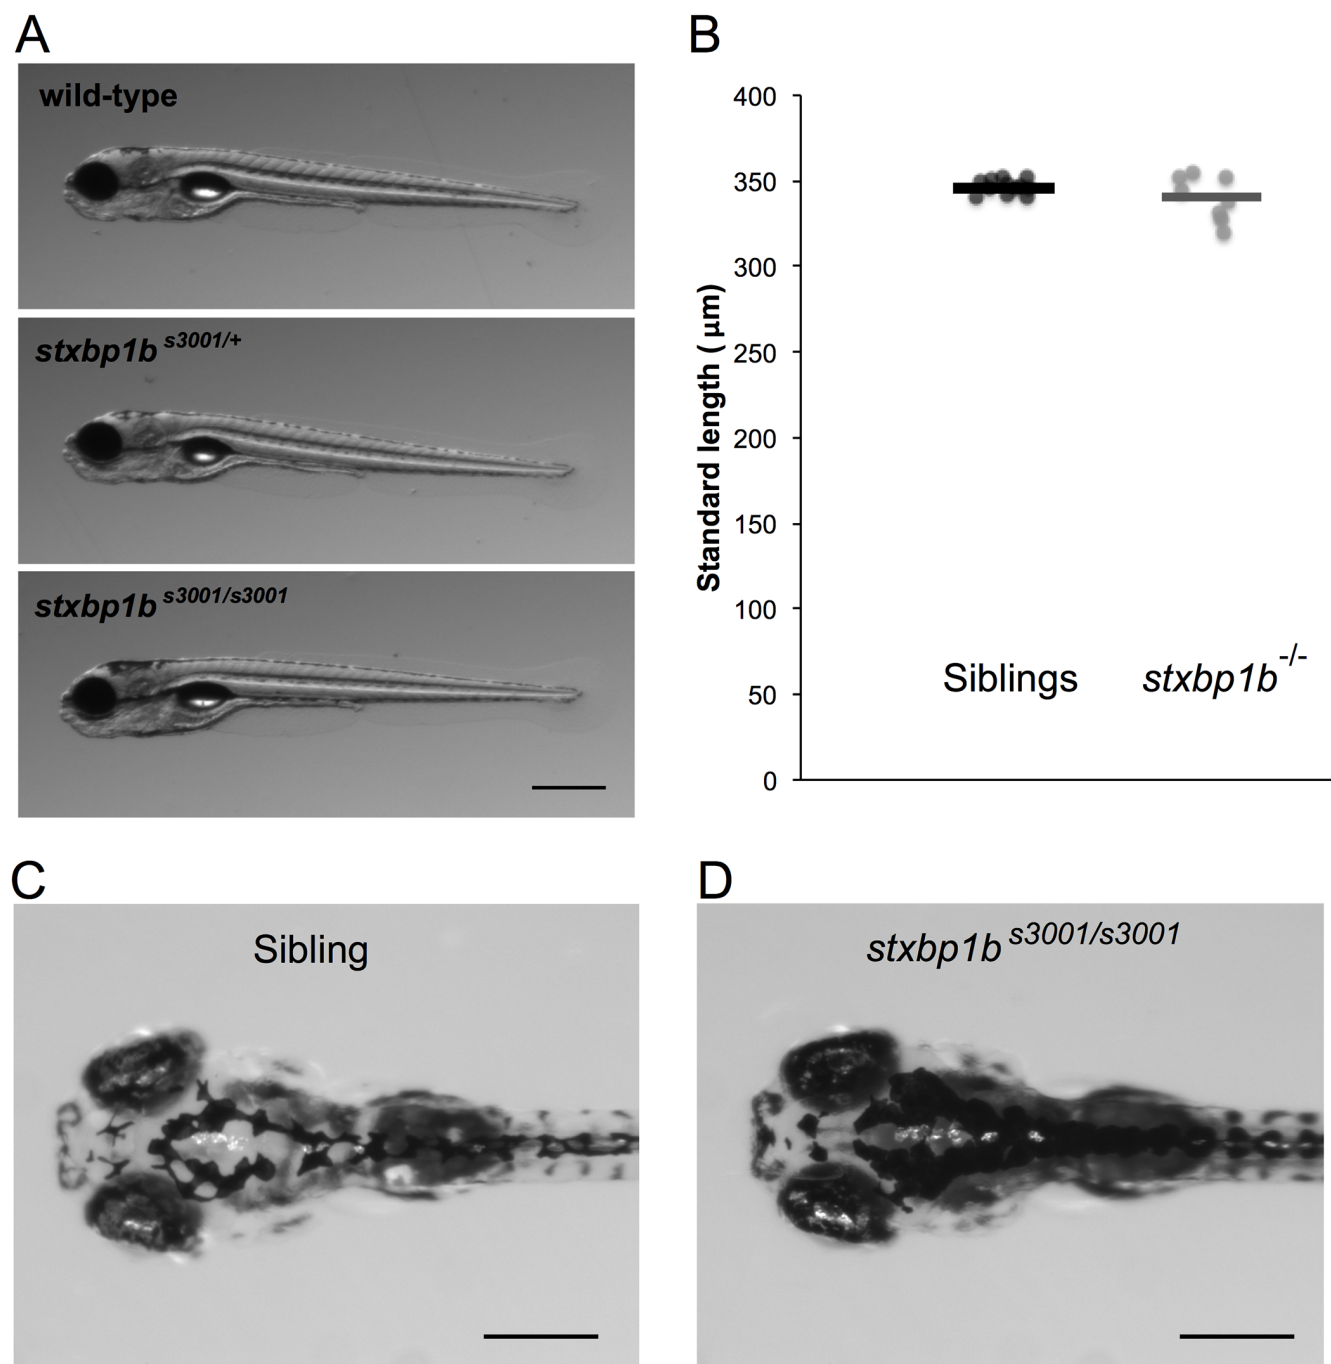 A
wild-type
stxbp1b s3001/+
stxbp1b s3001/s3001
B
400
350
300
250
200
150
100
50
0
Standard length ( μm)
Siblings
stxbp1b -/-
C
Sibling
D
stxbp1b s3001/s3001